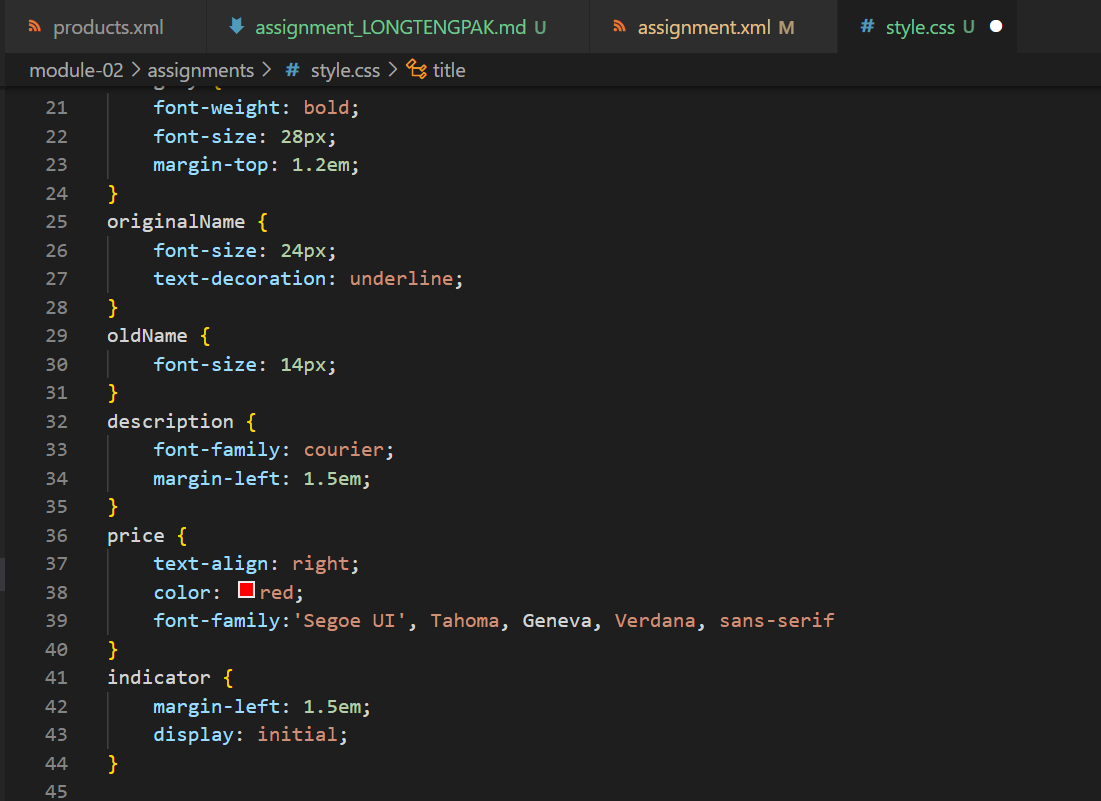 products.xml assignment_LONGTENGPAK.md U assignment.xml M # style.css U
module-02 > assignments > # style.css > title
21 font-weight: bold;
22 font-size: 28px;
23 margin-top: 1.2em;
24 }
25 originalName {
26 font-size: 24px;
27 text-decoration: underline;
28 }
29 oldName {
30 font-size: 14px;
31 }
32 description {
33 font-family: courier;
34 margin-left: 1.5em;
35 }
36 price {
37 text-align: right;
38 color: red;
39 font-family:'Segoe UI', Tahoma, Geneva, Verdana, sans-serif
40 }
41 indicator {
42 margin-left: 1.5em;
43 display: initial;
44 }
45